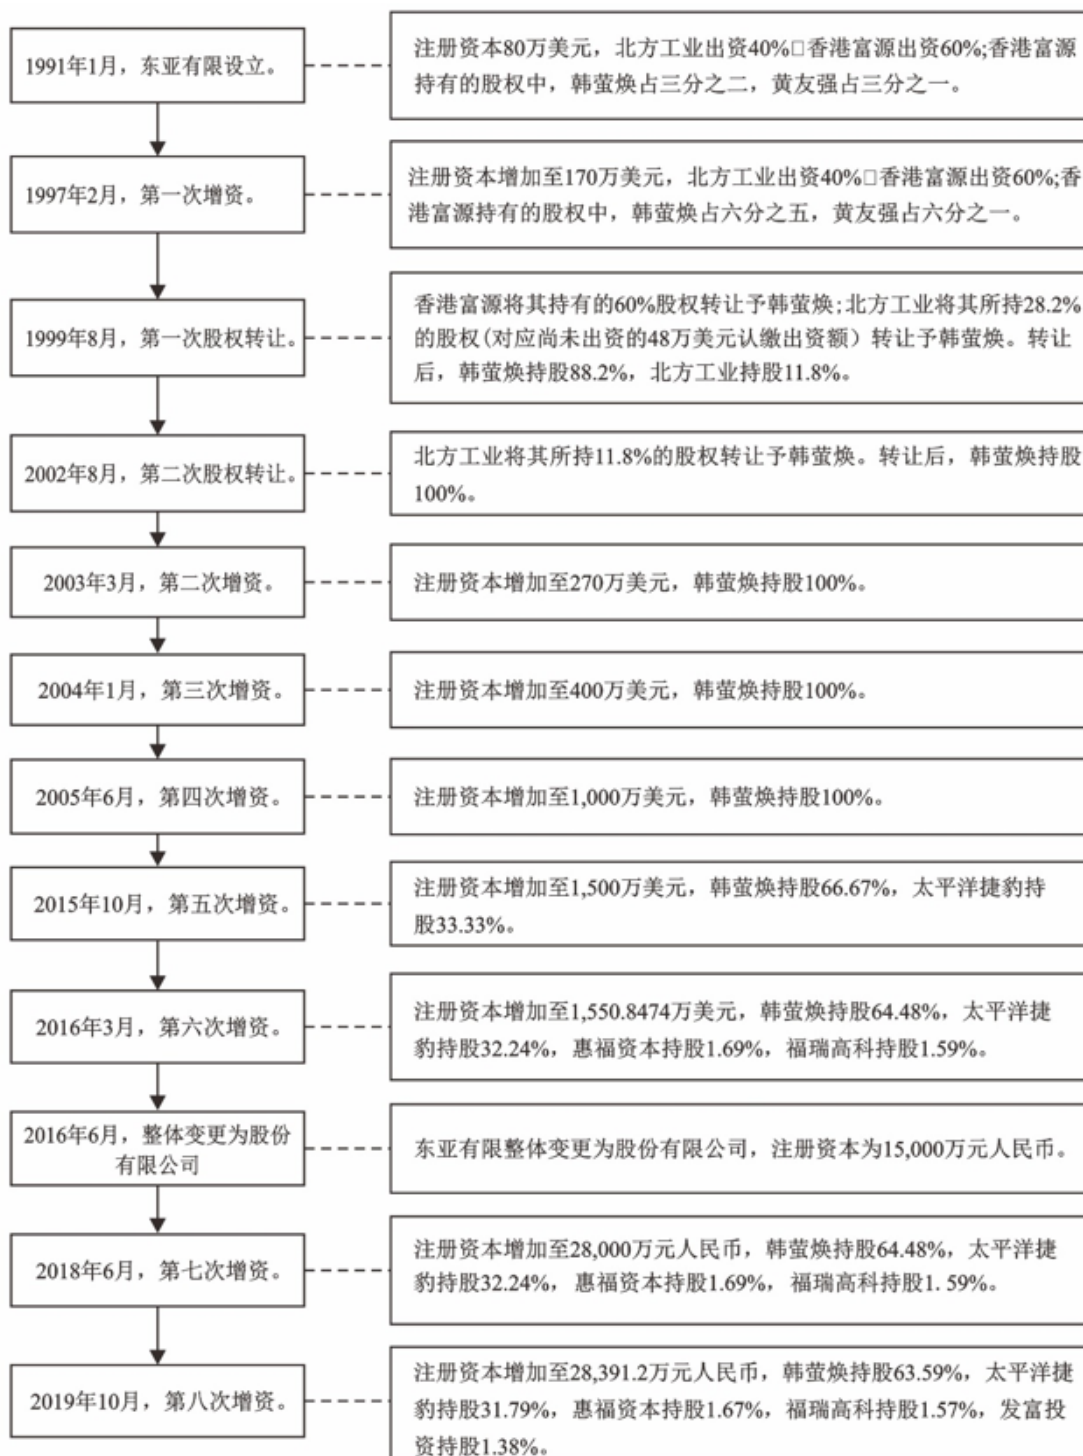 1991年1月，东亚有限设立。
注册资本80万美元，北方工业出资40%□香港富源出资60%;香港富源
持有的股权中，韩萤焕占三分之二，黄友强占三分之一。
1997年2月，第一次增资。
注册资本增加至170万美元，北方工业出资40%□香港富源出资60%;香
港富源持有的股权中，韩萤焕占六分之五，黄友强占六分之一。
1999年8月，第一次股权转让。
香港富源将其持有的60%股权转让予韩萤焕;北方工业将其所持28.2%
的股权(对应尚未出资的48万美元认缴出资额）转让予韩萤焕。转让
后，韩萤焕持股88.2%，北方工业持股11.8%。
2002年8月，第二次股权转让。
北方工业将其所持11.8%的股权转让予韩萤焕。转让后，韩萤焕持股
100%。
2003年3月，第二次增资。
注册资本增加至270万美元，韩萤焕持股100%。
2004年1月，第三次增资。
注册资本增加至400万美元，韩萤焕持股100%。
2005年6月，第四次增资。
注册资本增加至1,000万美元，韩萤焕持股100%。
2015年10月，第五次增资。
注册资本增加至1,500万美元，韩萤焕持股66.67%，太平洋捷豹持
股33.33%。
2016年3月，第六次增资。
注册资本增加至1,550.8474万美元，韩萤焕持股64.48%，太平洋捷
豹持股32.24%，惠福资本持股1.69%，福瑞高科持股1.59%。
2016年6月，整体变更为股份
有限公司
东亚有限整体变更为股份有限公司，注册资本为15,000万元人民币。
2018年6月，第七次增资。
注册资本增加至28,000万元人民币，韩萤焕持股64.48%，太平洋捷
豹持股32.24%，惠福资本持股1.69%， 福瑞高科持股1. 59%。
2019年10月，第八次增资。
注册资本增加至28,391.2万元人民币，韩萤焕持股63.59%，太平洋捷
豹持股31.79%，惠福资本持股1.67%，福瑞高科持股1.57%，发富投
资持股1.38%。